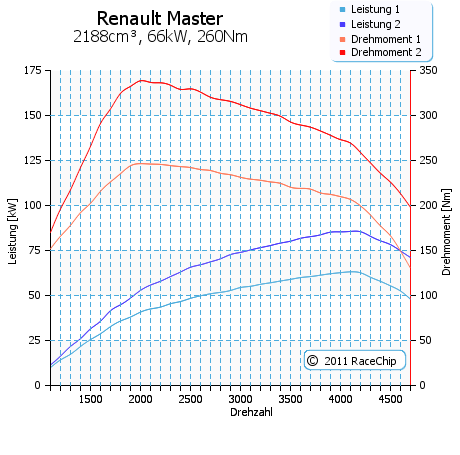 Renault Master
2188cm³, 66kW, 260Nm
Leistung 1
Leistung 2
Drehmoment 1
Drehmoment 2
Leistung [kW]
175
150
125
100
75
50
25
0
350
300
250
200
150
100
50
0
Drehmoment [Nm]
© 2011 RaceChip
1500 2000 2500 3000 3500 4000 4500
Drehzahl